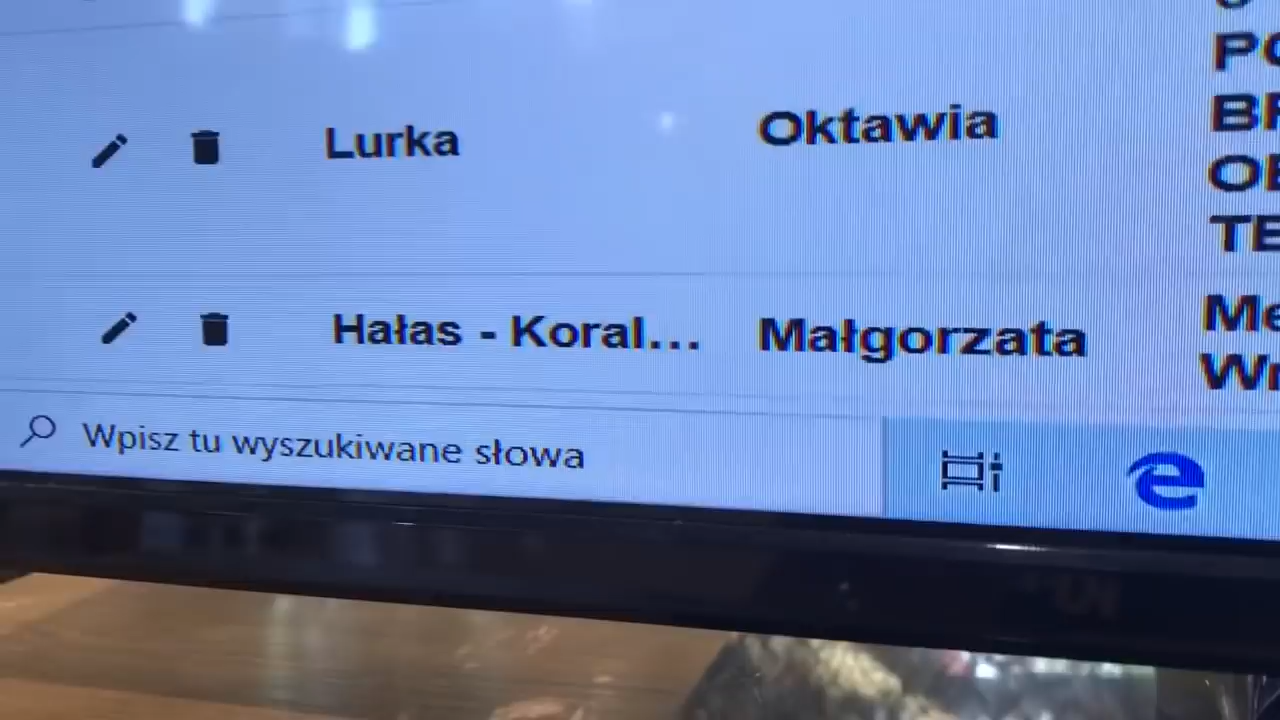 Lurka Oktawia
Hałas - Koral... Małgorzata
Wpisz tu wyszukiwane słowa